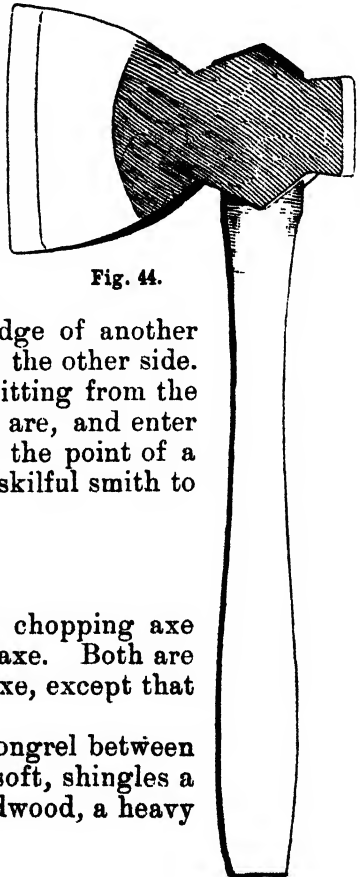 Fig. 44.
dge of another
the other side.
itting from the
are, and enter
the point of a
skilful smith to
chopping axe
axe. Both are
xe, except that
ongrel between
soft, shingles a
dwood, a heavy